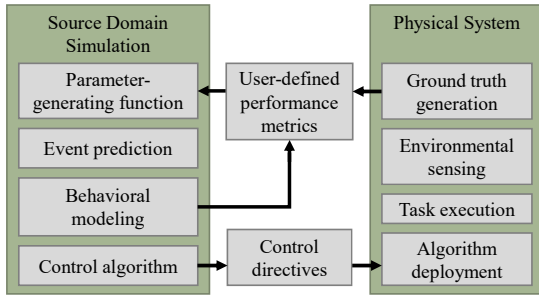 Source Domain
Simulation
Parameter-
generating function
Event prediction
Behavioral
modeling
Control algorithm
User-defined
performance
metrics
Control
directives
Physical System
Ground truth
generation
Environmental
sensing
Task execution
Algorithm
deployment